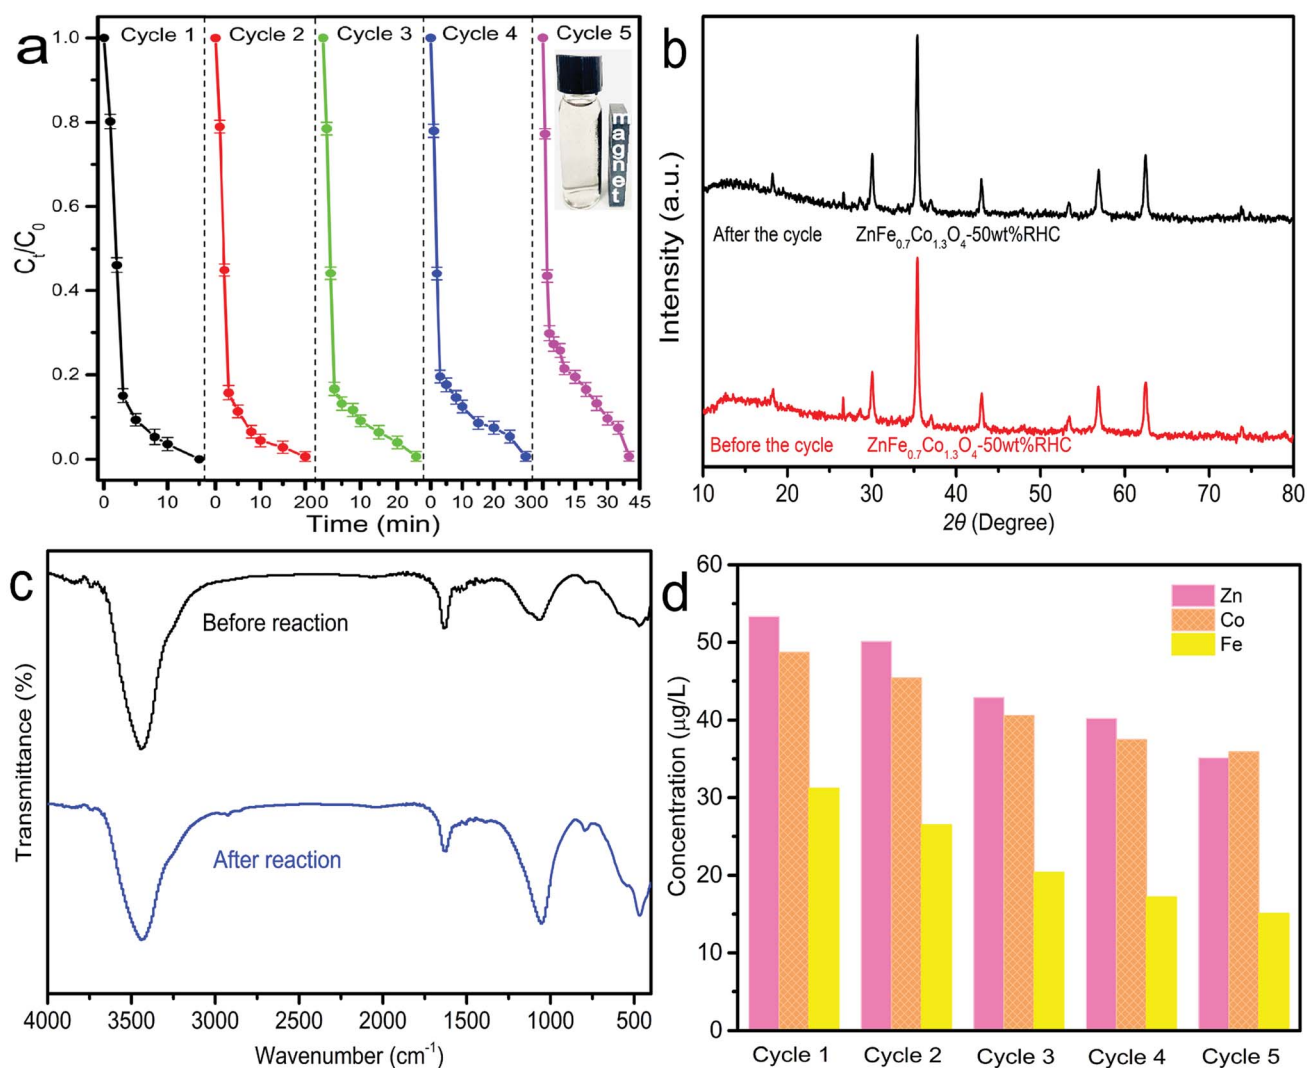 a
Cycle 1 Cycle 2 Cycle 3 Cycle 4 Cycle 5
1.0
0.8
0.6
0.4
0.2
0.0
Cₜ/C₀
magnet
0 10 0 10 20 0 10 20 0 10 20 30 0 15 30 45
Time (min)
b
Intensity (a.u.)
After the cycle ZnFe₀.₇Co₁.₃O₄-50wt%RHC
Before the cycle ZnFe₀.₇Co₁.₃O₄-50wt%RHC
10 20 30 40 50 60 70 80
2θ (Degree)
c
Transmittance (%)
Before reaction
After reaction
4000 3500 3000 2500 2000 1500 1000 500
Wavenumber (cm⁻¹)
d
Concentration (μg/L)
60
50
40
30
20
10
0
Zn
Co
Fe
Cycle 1 Cycle 2 Cycle 3 Cycle 4 Cycle 5